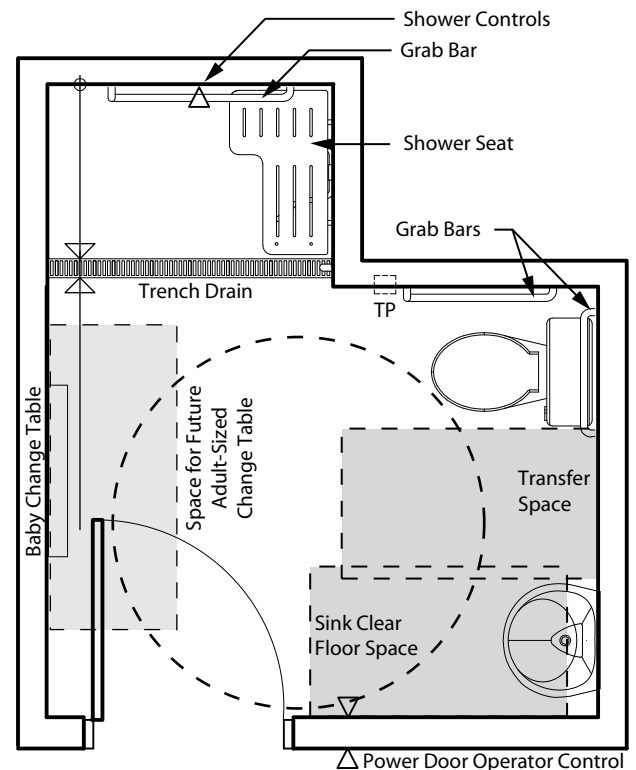 Shower Controls
Grab Bar
Shower Seat
Grab Bars
Trench Drain
TP
Baby Change Table
Space for Future
Adult-Sized
Change Table
Transfer
Space
Sink Clear
Floor Space
Power Door Operator Control